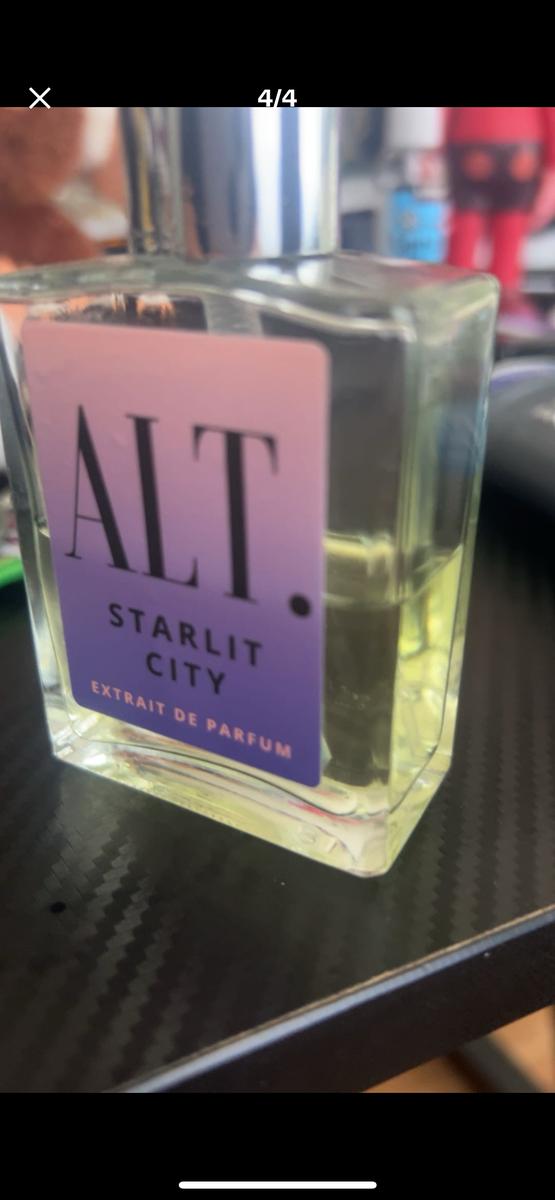 4/4
ALT.
STARLIT
CITY
EXTRAIT DE PARFUM